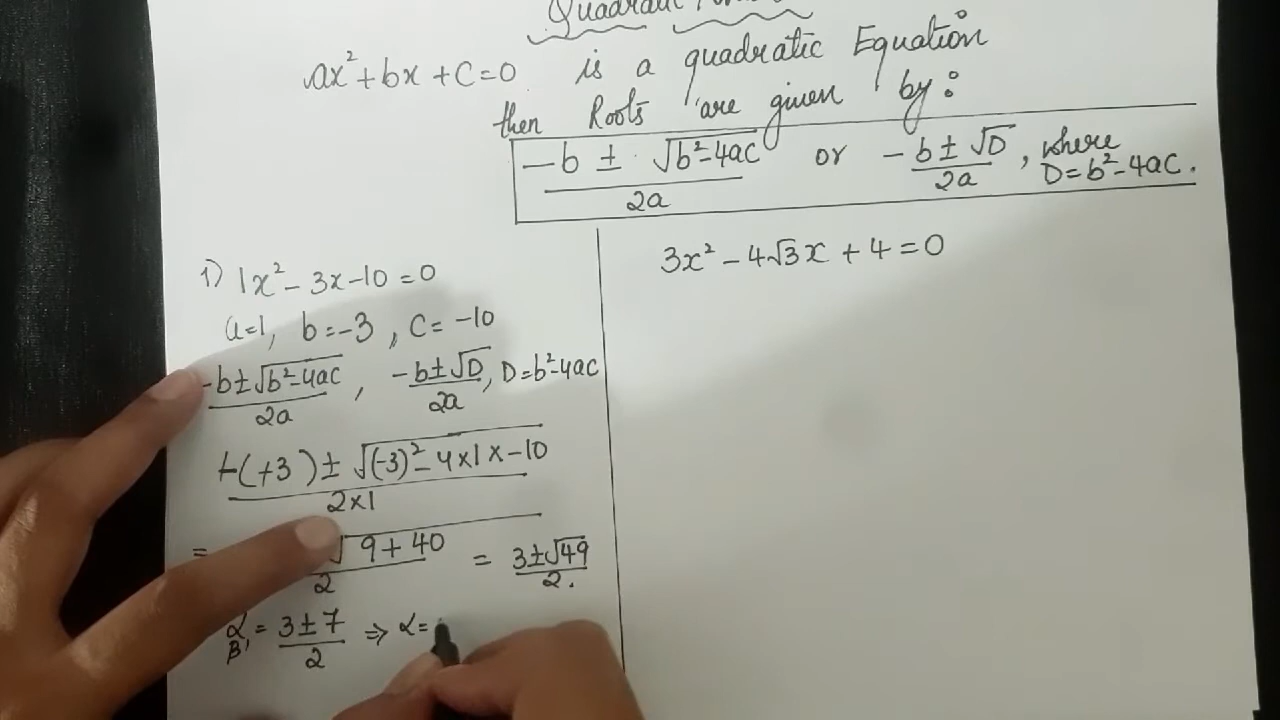 Quadratic
ax²+bx+c=0 is a quadratic Equation
then Roots are given by:
-b ± √b²-4ac / 2a or -b±√D / 2a, where D=b²-4ac.
1) 1x²-3x-10=0
a=1, b=-3, c=-10
-b±√b²-4ac / 2a, -b±√D / 2a, D=b²-4ac
-(+3) ± √(-3)²-4×1×-10 / 2×1
= √9+40 / 2 = 3±√49 / 2.
α, β = 3±7 / 2 ⇒ α=
3x²-4√3x+4=0